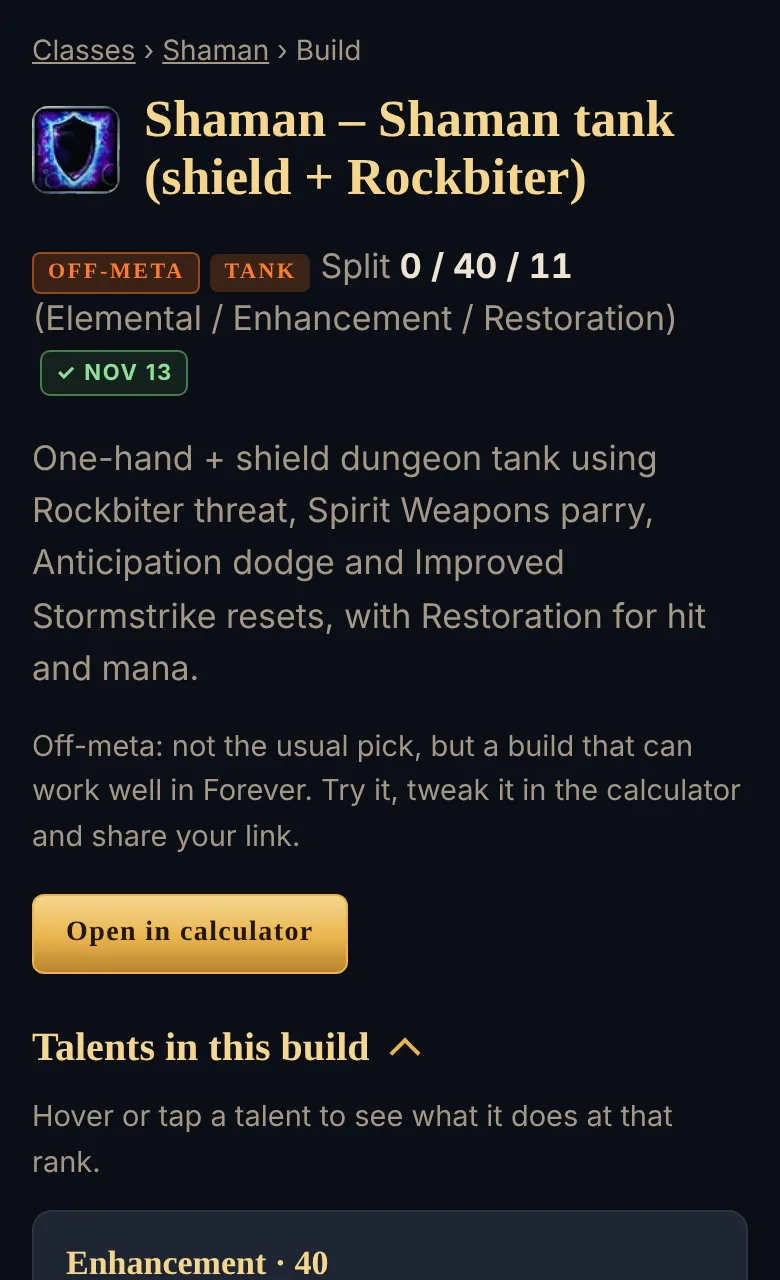 Classes › Shaman › Build
Shaman – Shaman tank
(shield + Rockbiter)
OFF-META TANK Split 0 / 40 / 11
(Elemental / Enhancement / Restoration)
✓ NOV 13
One-hand + shield dungeon tank using
Rockbiter threat, Spirit Weapons parry,
Anticipation dodge and Improved
Stormstrike resets, with Restoration for hit
and mana.
Off-meta: not the usual pick, but a build that can
work well in Forever. Try it, tweak it in the calculator
and share your link.
Open in calculator
Talents in this build
Hover or tap a talent to see what it does at that
rank.
Enhancement · 40